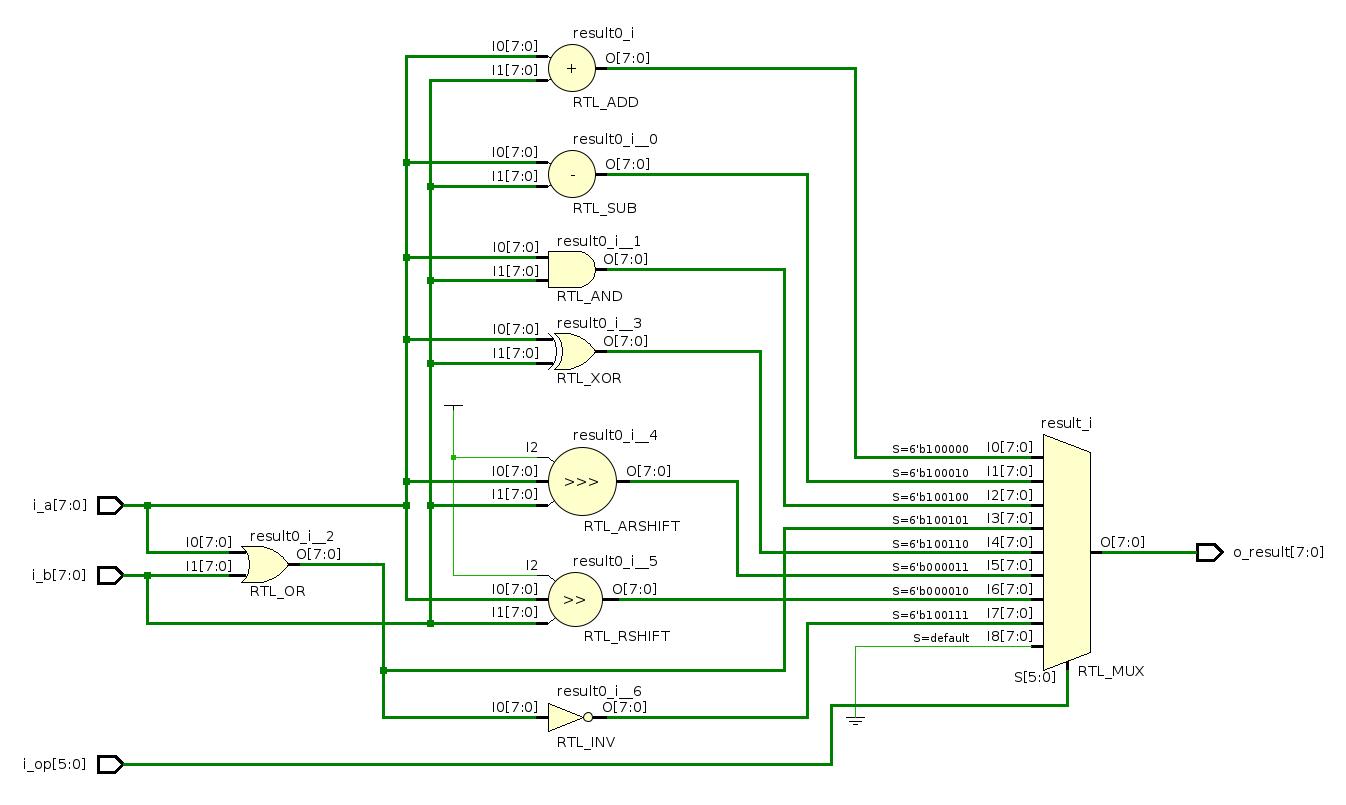 result0_i
I0[7:0]
O[7:0]
I1[7:0]
+
RTL_ADD
result0_i__0
I0[7:0]
O[7:0]
I1[7:0]
-
RTL_SUB
result0_i__1
I0[7:0]
O[7:0]
I1[7:0]
RTL_AND
result0_i__3
I0[7:0]
O[7:0]
I1[7:0]
RTL_XOR
result0_i__4
I2
I0[7:0]
O[7:0]
>>>
I1[7:0]
RTL_ARSHIFT
i_a[7:0]
result0_i__2
I0[7:0]
O[7:0]
I1[7:0]
RTL_OR
i_b[7:0]
result0_i__5
I2
I0[7:0]
O[7:0]
>>
I1[7:0]
RTL_RSHIFT
result0_i__6
I0[7:0]
O[7:0]
RTL_INV
i_op[5:0]
result_i
S=6'b100000 I0[7:0]
S=6'b100010 I1[7:0]
S=6'b100100 I2[7:0]
S=6'b100101 I3[7:0]
S=6'b100110 I4[7:0]
S=6'b000011 I5[7:0]
S=6'b000010 I6[7:0]
S=6'b100111 I7[7:0]
S=default I8[7:0]
O[7:0]
S[5:0]
RTL_MUX
o_result[7:0]